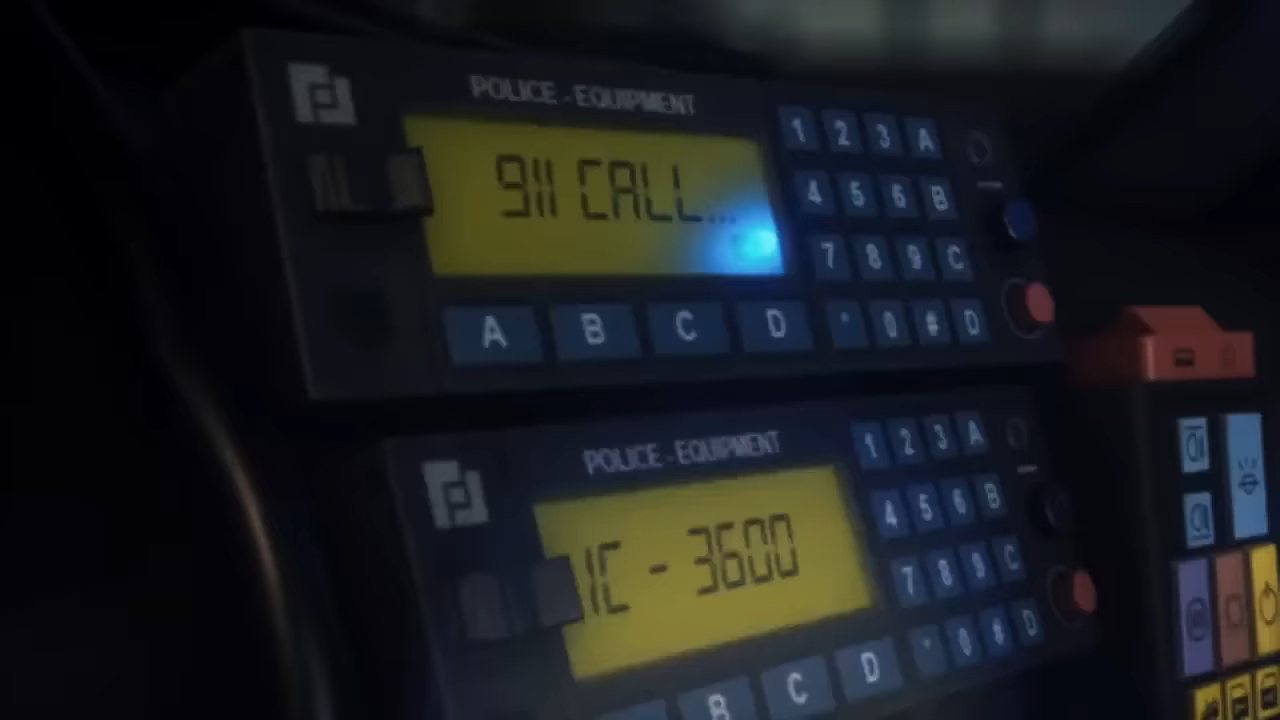 POLICE - EQUIPMENT
911 CALL...
1 2 3 A
4 5 6 B
7 8 9 C
* 0 # D
A B C D
POLICE - EQUIPMENT
IC - 3600
1 2 3 A
4 5 6 B
7 8 9 C
* 0 # D
B C D